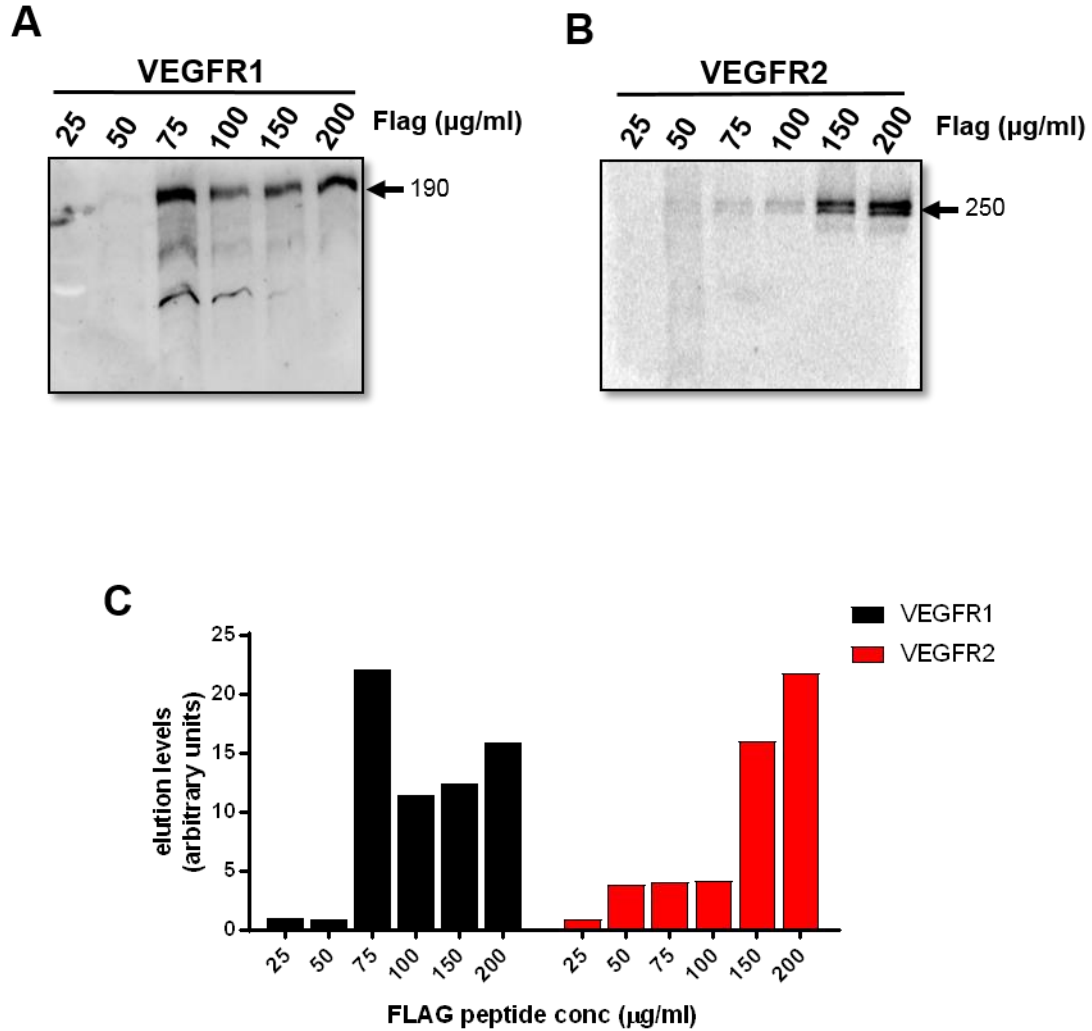 A
VEGFR1
25 50 75 100 150 200 Flag (µg/ml)
190
B
VEGFR2
25 50 75 100 150 200 Flag (µg/ml)
250
C
VEGFR1
VEGFR2
elution levels
(arbitrary units)
25
20
15
10
5
0
25 50 75 100 150 200 25 50 75 100 150 200
FLAG peptide conc (µg/ml)